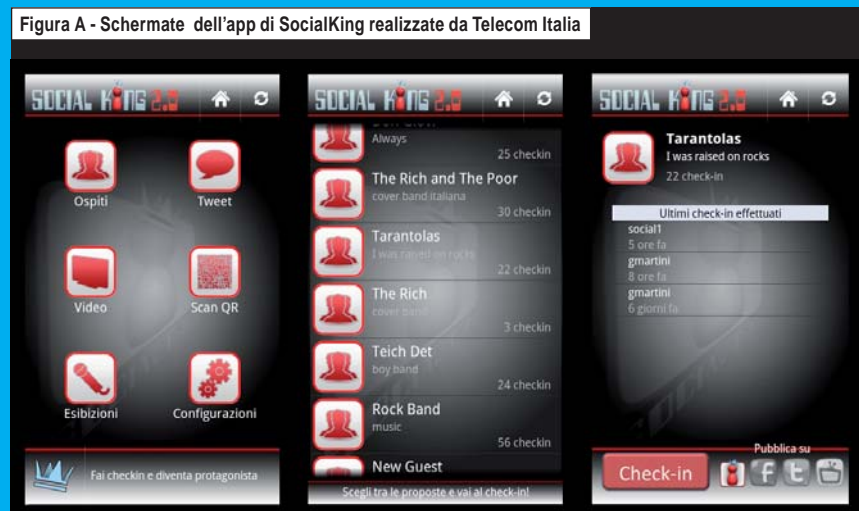 Figura A - Schermate dell'app di SocialKing realizzate da Telecom Italia
SOCIAL KING 2.0
Ospiti
Tweet
Video
Scan QR
Esibizioni
Configurazioni
Fai checkin e diventa protagonista
SOCIAL KING 2.0
Always
25 checkin
The Rich and The Poor
cover band italiana
30 checkin
Tarantolas
I was raised on rocks
22 checkin
The Rich
cover band
3 checkin
Teich Det
boy band
24 checkin
Rock Band
music
56 checkin
New Guest
Scegli tra le proposte e vai al check-in!
SOCIAL KING 2.0
Tarantolas
I was raised on rocks
22 check-in
Ultimi check-in effettuati
social1
5 ore fa
gmartini
8 ore fa
gmartini
6 giorni fa
Pubblica su
Check-in